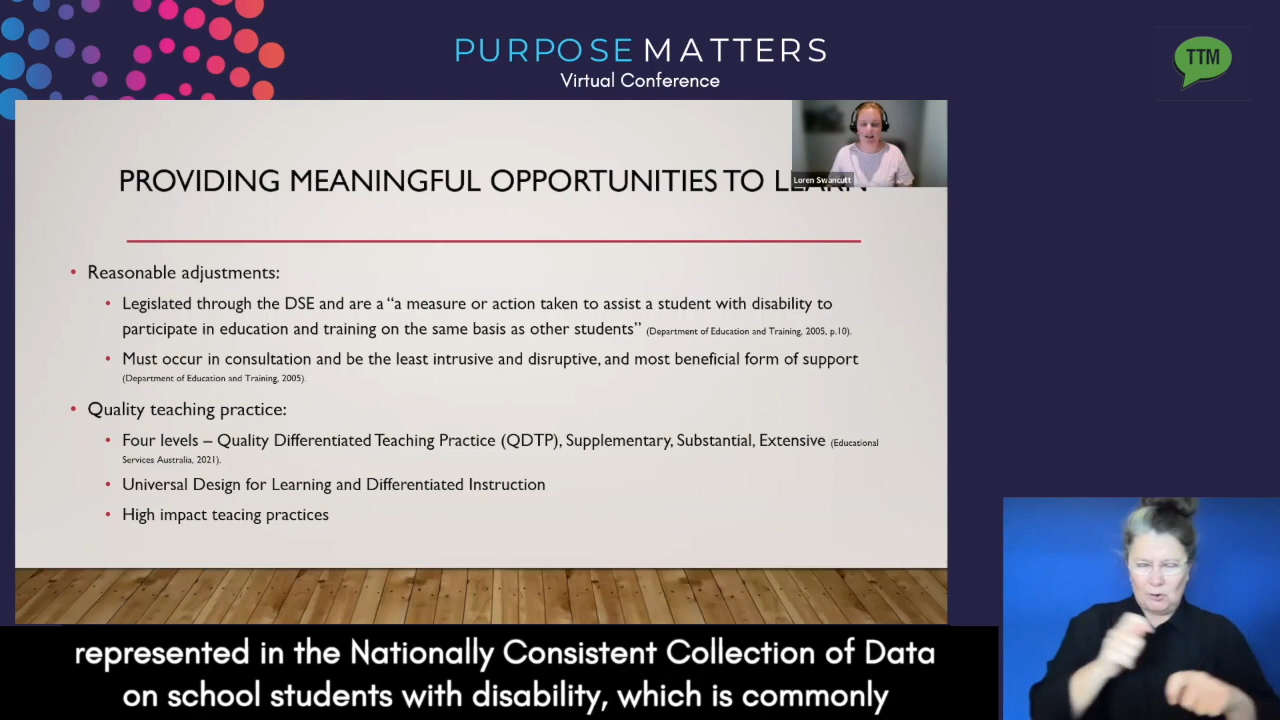 PURPOSE MATTERS
Virtual Conference
TTM
PROVIDING MEANINGFUL OPPORTUNITIES TO LEARN
Loren Swancutt
• Reasonable adjustments:
• Legislated through the DSE and are a “a measure or action taken to assist a student with disability to
participate in education and training on the same basis as other students” (Department of Education and Training, 2005, p.10).
• Must occur in consultation and be the least intrusive and disruptive, and most beneficial form of support
(Department of Education and Training, 2005).
• Quality teaching practice:
• Four levels – Quality Differentiated Teaching Practice (QDTP), Supplementary, Substantial, Extensive (Educational
Services Australia, 2021).
• Universal Design for Learning and Differentiated Instruction
• High impact teacing practices
represented in the Nationally Consistent Collection of Data
on school students with disability, which is commonly